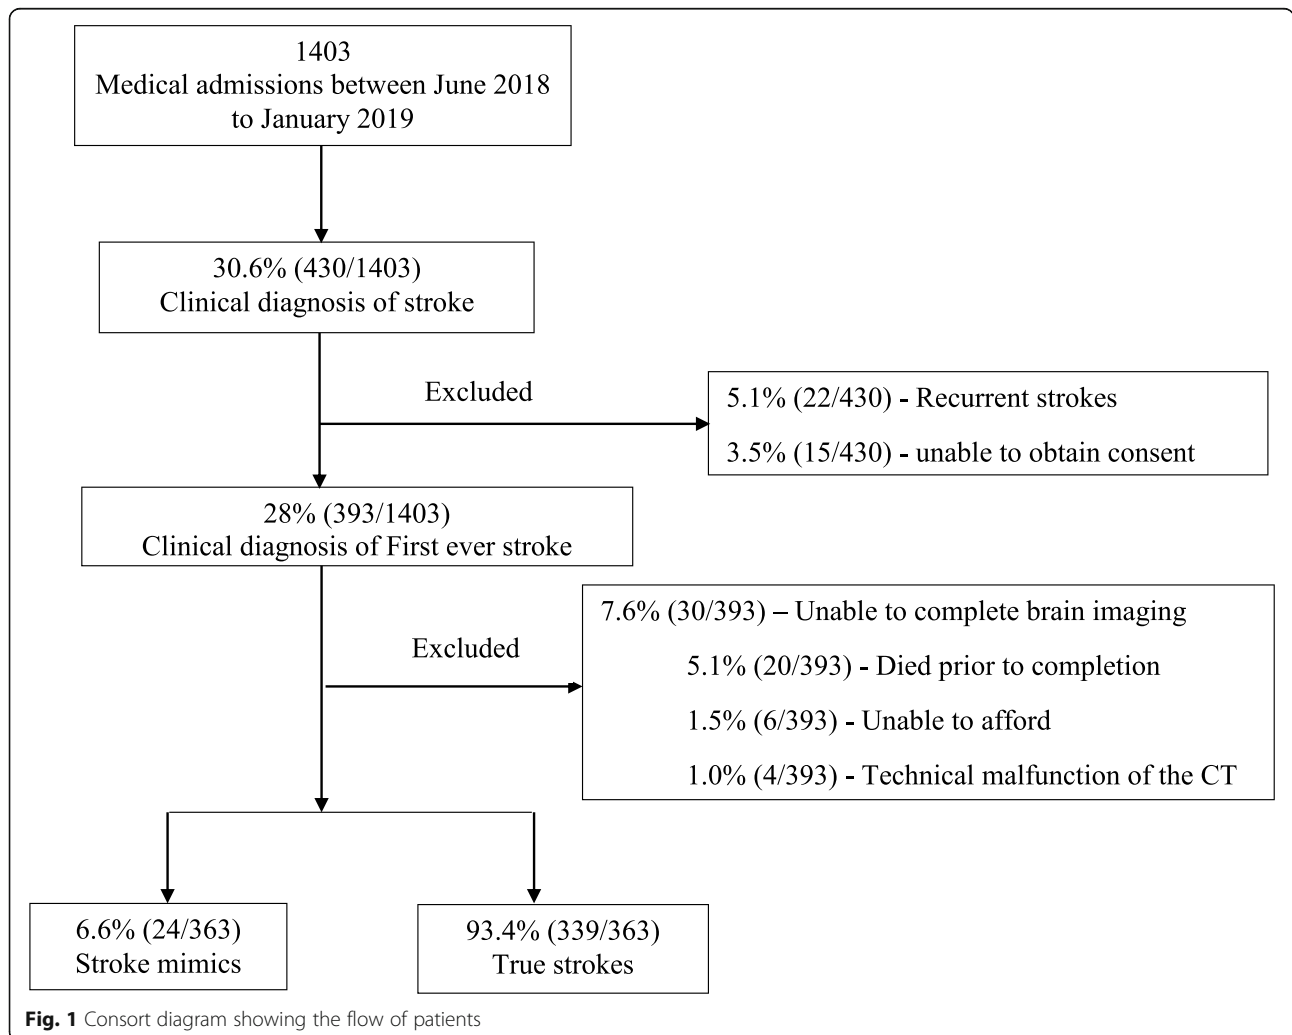 1403
Medical admissions between June 2018
to January 2019
30.6% (430/1403)
Clinical diagnosis of stroke
Excluded
5.1% (22/430) - Recurrent strokes
3.5% (15/430) - unable to obtain consent
28% (393/1403)
Clinical diagnosis of First ever stroke
Excluded
7.6% (30/393) – Unable to complete brain imaging
5.1% (20/393) - Died prior to completion
1.5% (6/393) - Unable to afford
1.0% (4/393) - Technical malfunction of the CT
6.6% (24/363)
Stroke mimics
93.4% (339/363)
True strokes
Fig. 1 Consort diagram showing the flow of patients